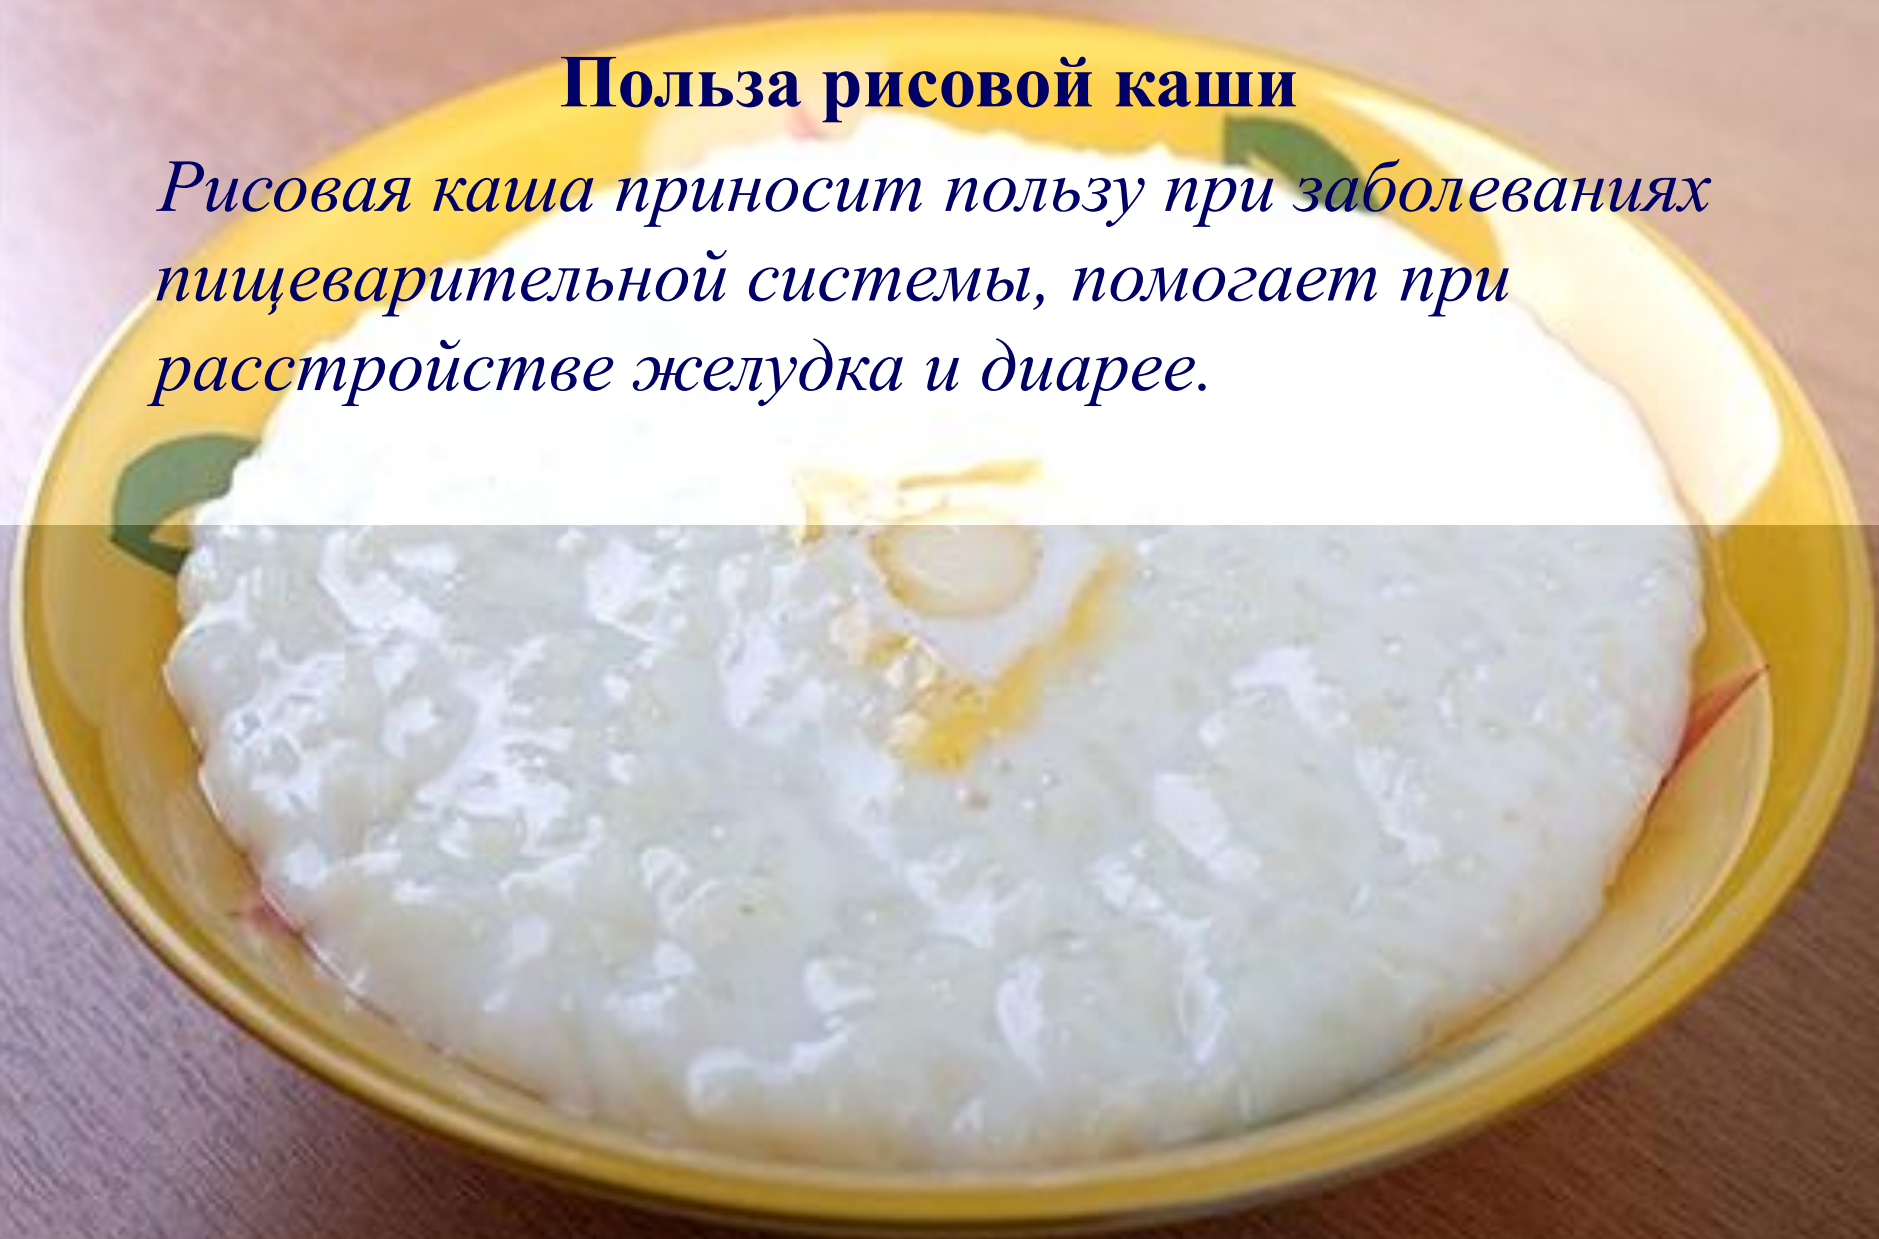 Польза рисовой каши
Рисовая каша приносит пользу при заболеваниях
пищеварительной системы, помогает при
расстройстве желудка и диарее.